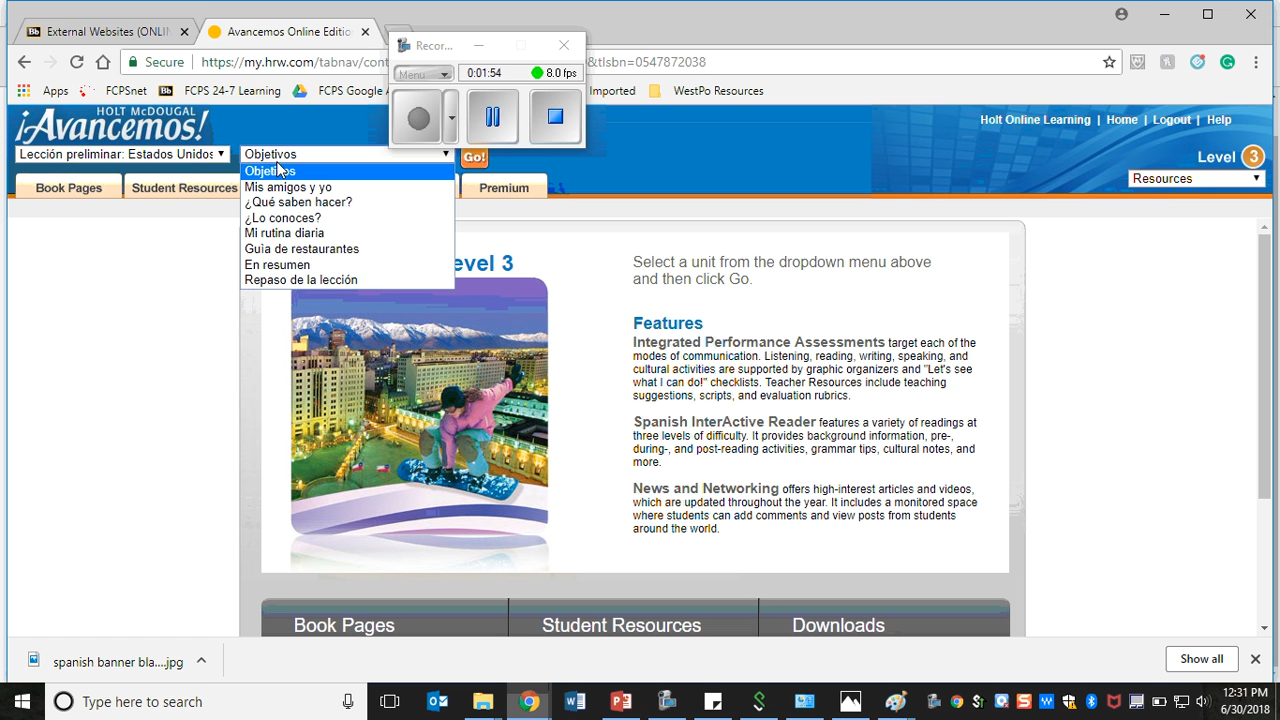 External Websites (ONLI
Avancemos Online Editio
Recor...
Menu
0:01:54
8.0 fps
Secure
https://my.hrw.com/tabnav/cont
&tlsbn=0547872038
Apps
FCPSnet
FCPS 24-7 Learning
FCPS Google A
Imported
WestPo Resources
HOLT McDOUGAL
¡Avancemos!
Holt Online Learning | Home | Logout | Help
Lección preliminar: Estados Unidos
Objetivos
Go!
Level 3
Resources
Book Pages
Student Resources
Premium
Objetivos
Mis amigos y yo
¿Qué saben hacer?
¿Lo conoces?
Mi rutina diaria
Guia de restaurantes
En resumen
Repaso de la lección
evel 3
Select a unit from the dropdown menu above
and then click Go.
Features
Integrated Performance Assessments target each of the
modes of communication. Listening, reading, writing, speaking, and
cultural activities are supported by graphic organizers and "Let's see
what I can do!" checklists. Teacher Resources include teaching
suggestions, scripts, and evaluation rubrics.
Spanish InterActive Reader features a variety of readings at
three levels of difficulty. It provides background information, pre-,
during-, and post-reading activities, grammar tips, cultural notes, and
more.
News and Networking offers high-interest articles and videos,
which are updated throughout the year. It includes a monitored space
where students can add comments and view posts from students
around the world.
Book Pages
Student Resources
Downloads
spanish banner bla....jpg
Show all
Type here to search
12:31 PM
6/30/2018